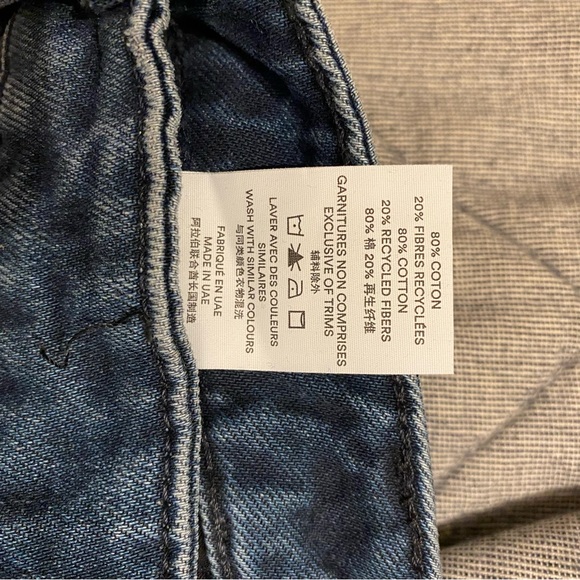 80% COTON
20% FIBRES RECYCLÉES
80% COTTON
20% RECYCLED FIBERS
80% 棉 20% 再生纤维
GARNITURES NON COMPRISES
EXCLUSIVE OF TRIMS
辅料除外
LAVER AVEC DES COULEURS
SIMILAIRES
WASH WITH SIMILAR COLOURS
与同类颜色衣物混洗
FABRIQUÉ EN UAE
MADE IN UAE
阿拉伯联合酋长国制造